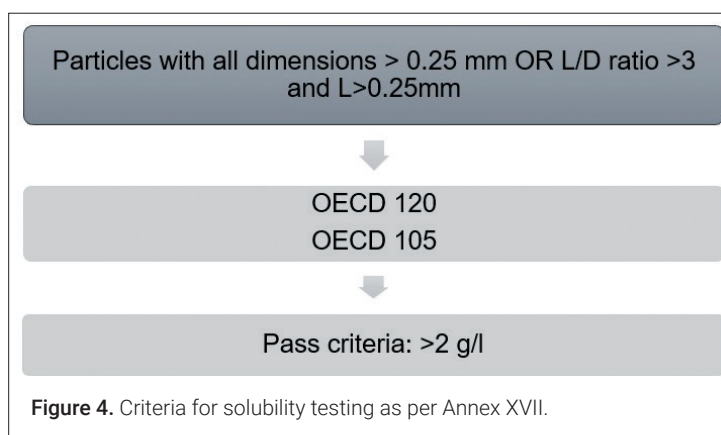 Particles with all dimensions > 0.25 mm OR L/D ratio >3
and L>0.25mm
OECD 120
OECD 105
Pass criteria: >2 g/l
Figure 4. Criteria for solubility testing as per Annex XVII.